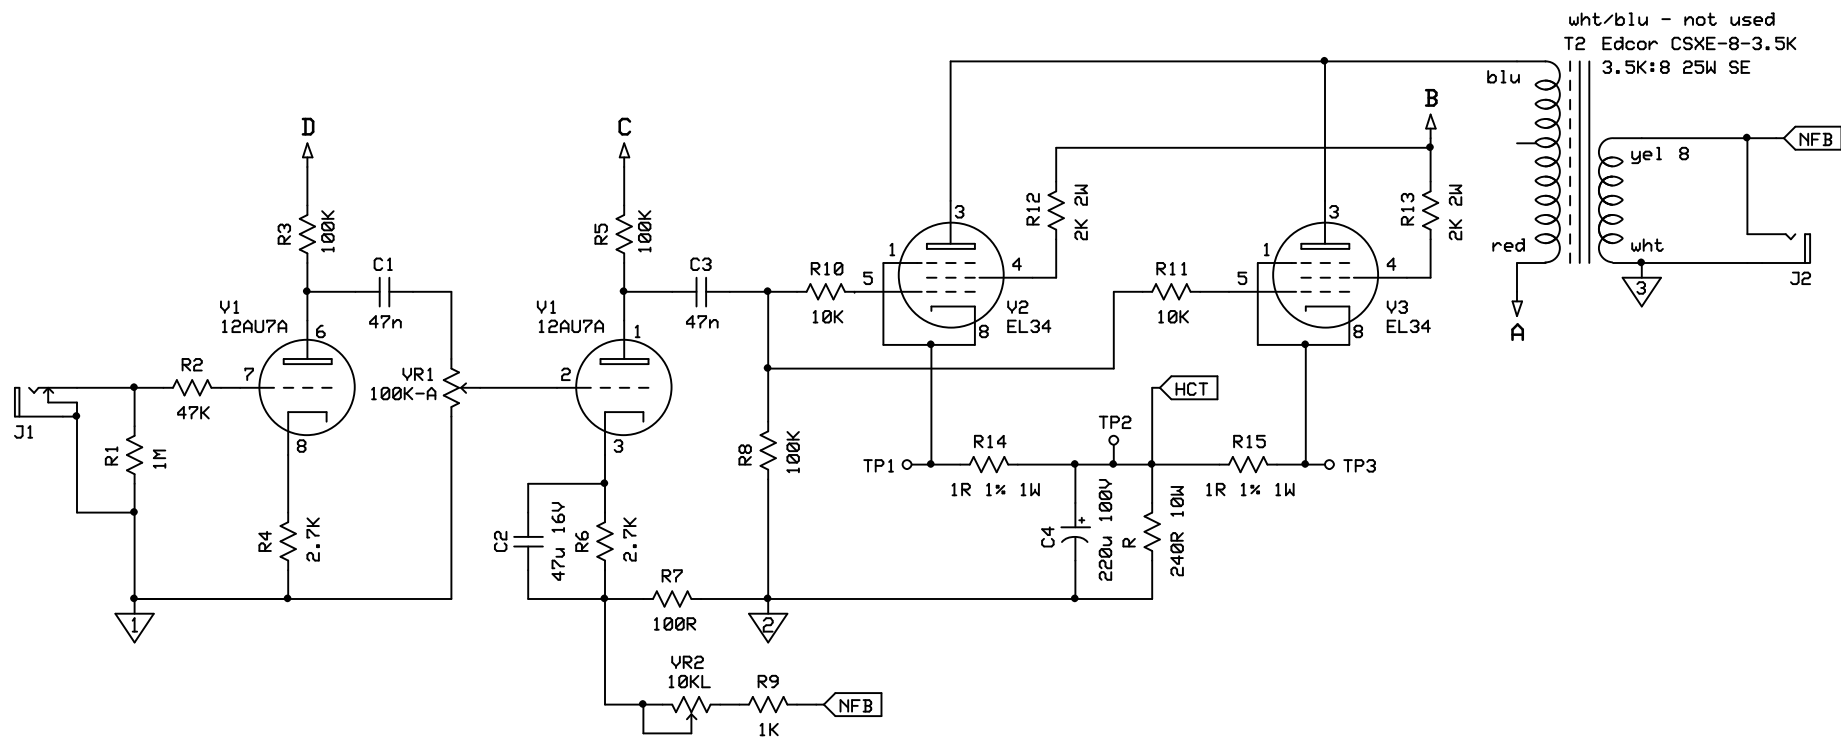 wht/blu - not used
T2 Edcor CSXE-8-3.5K
3.5K:8 25W SE
blu
B
D
C
NFB
yel 8
R3
100K
R5
100K
3
R12
2K 2W
3
R13
2K 2W
red
wht
C1
C3
1
R10
5
4
1
R11
5
4
3
J2
V1
12AU7A
6
47n
V1
12AU7A
1
47n
10K
8
V2
EL34
10K
8
V3
EL34
A
R2
7
VR1
100K-A
2
HCT
47K
J1
TP2
8
3
R1
1M
R8
100K
TP1
R14
R15
TP3
1R 1% 1W
1R 1% 1W
R4
2.7K
C2
47u 16V
R6
2.7K
C4
+
220u 100V
R
240R 10W
R7
1
100R
2
VR2
10KL
R9
NFB
1K